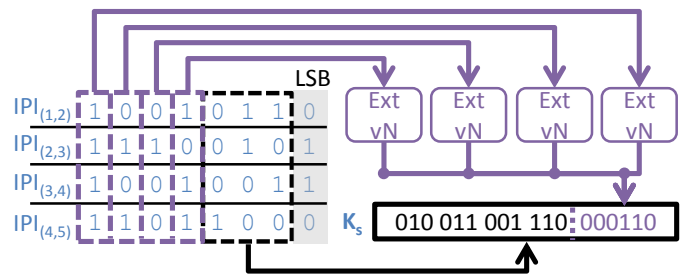 LSB
IPI(1,2) 1 0 0 1 0 1 1 0
IPI(2,3) 1 1 1 0 0 1 0 1
IPI(3,4) 1 0 0 1 0 0 1 1
IPI(4,5) 1 1 0 1 1 0 0 0
Ext vN
Ext vN
Ext vN
Ext vN
Ks 010 011 001 110 000110